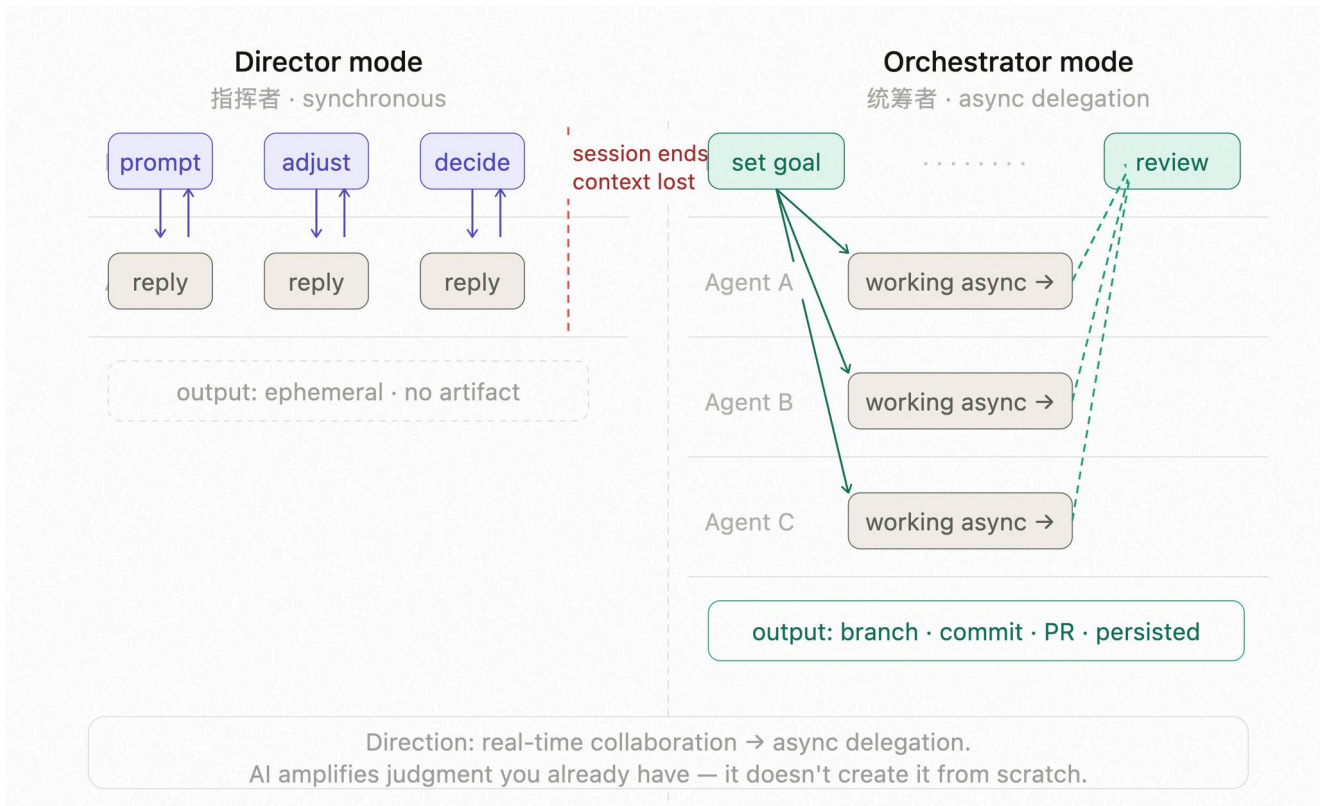 Director mode
指挥者 · synchronous
prompt
adjust
decide
session ends
context lost
reply
reply
reply
output: ephemeral · no artifact
Orchestrator mode
统筹者 · async delegation
set goal
· · · · · · · ·
review
Agent A
working async →
Agent B
working async →
Agent C
working async →
output: branch · commit · PR · persisted
Direction: real-time collaboration → async delegation.
AI amplifies judgment you already have — it doesn't create it from scratch.